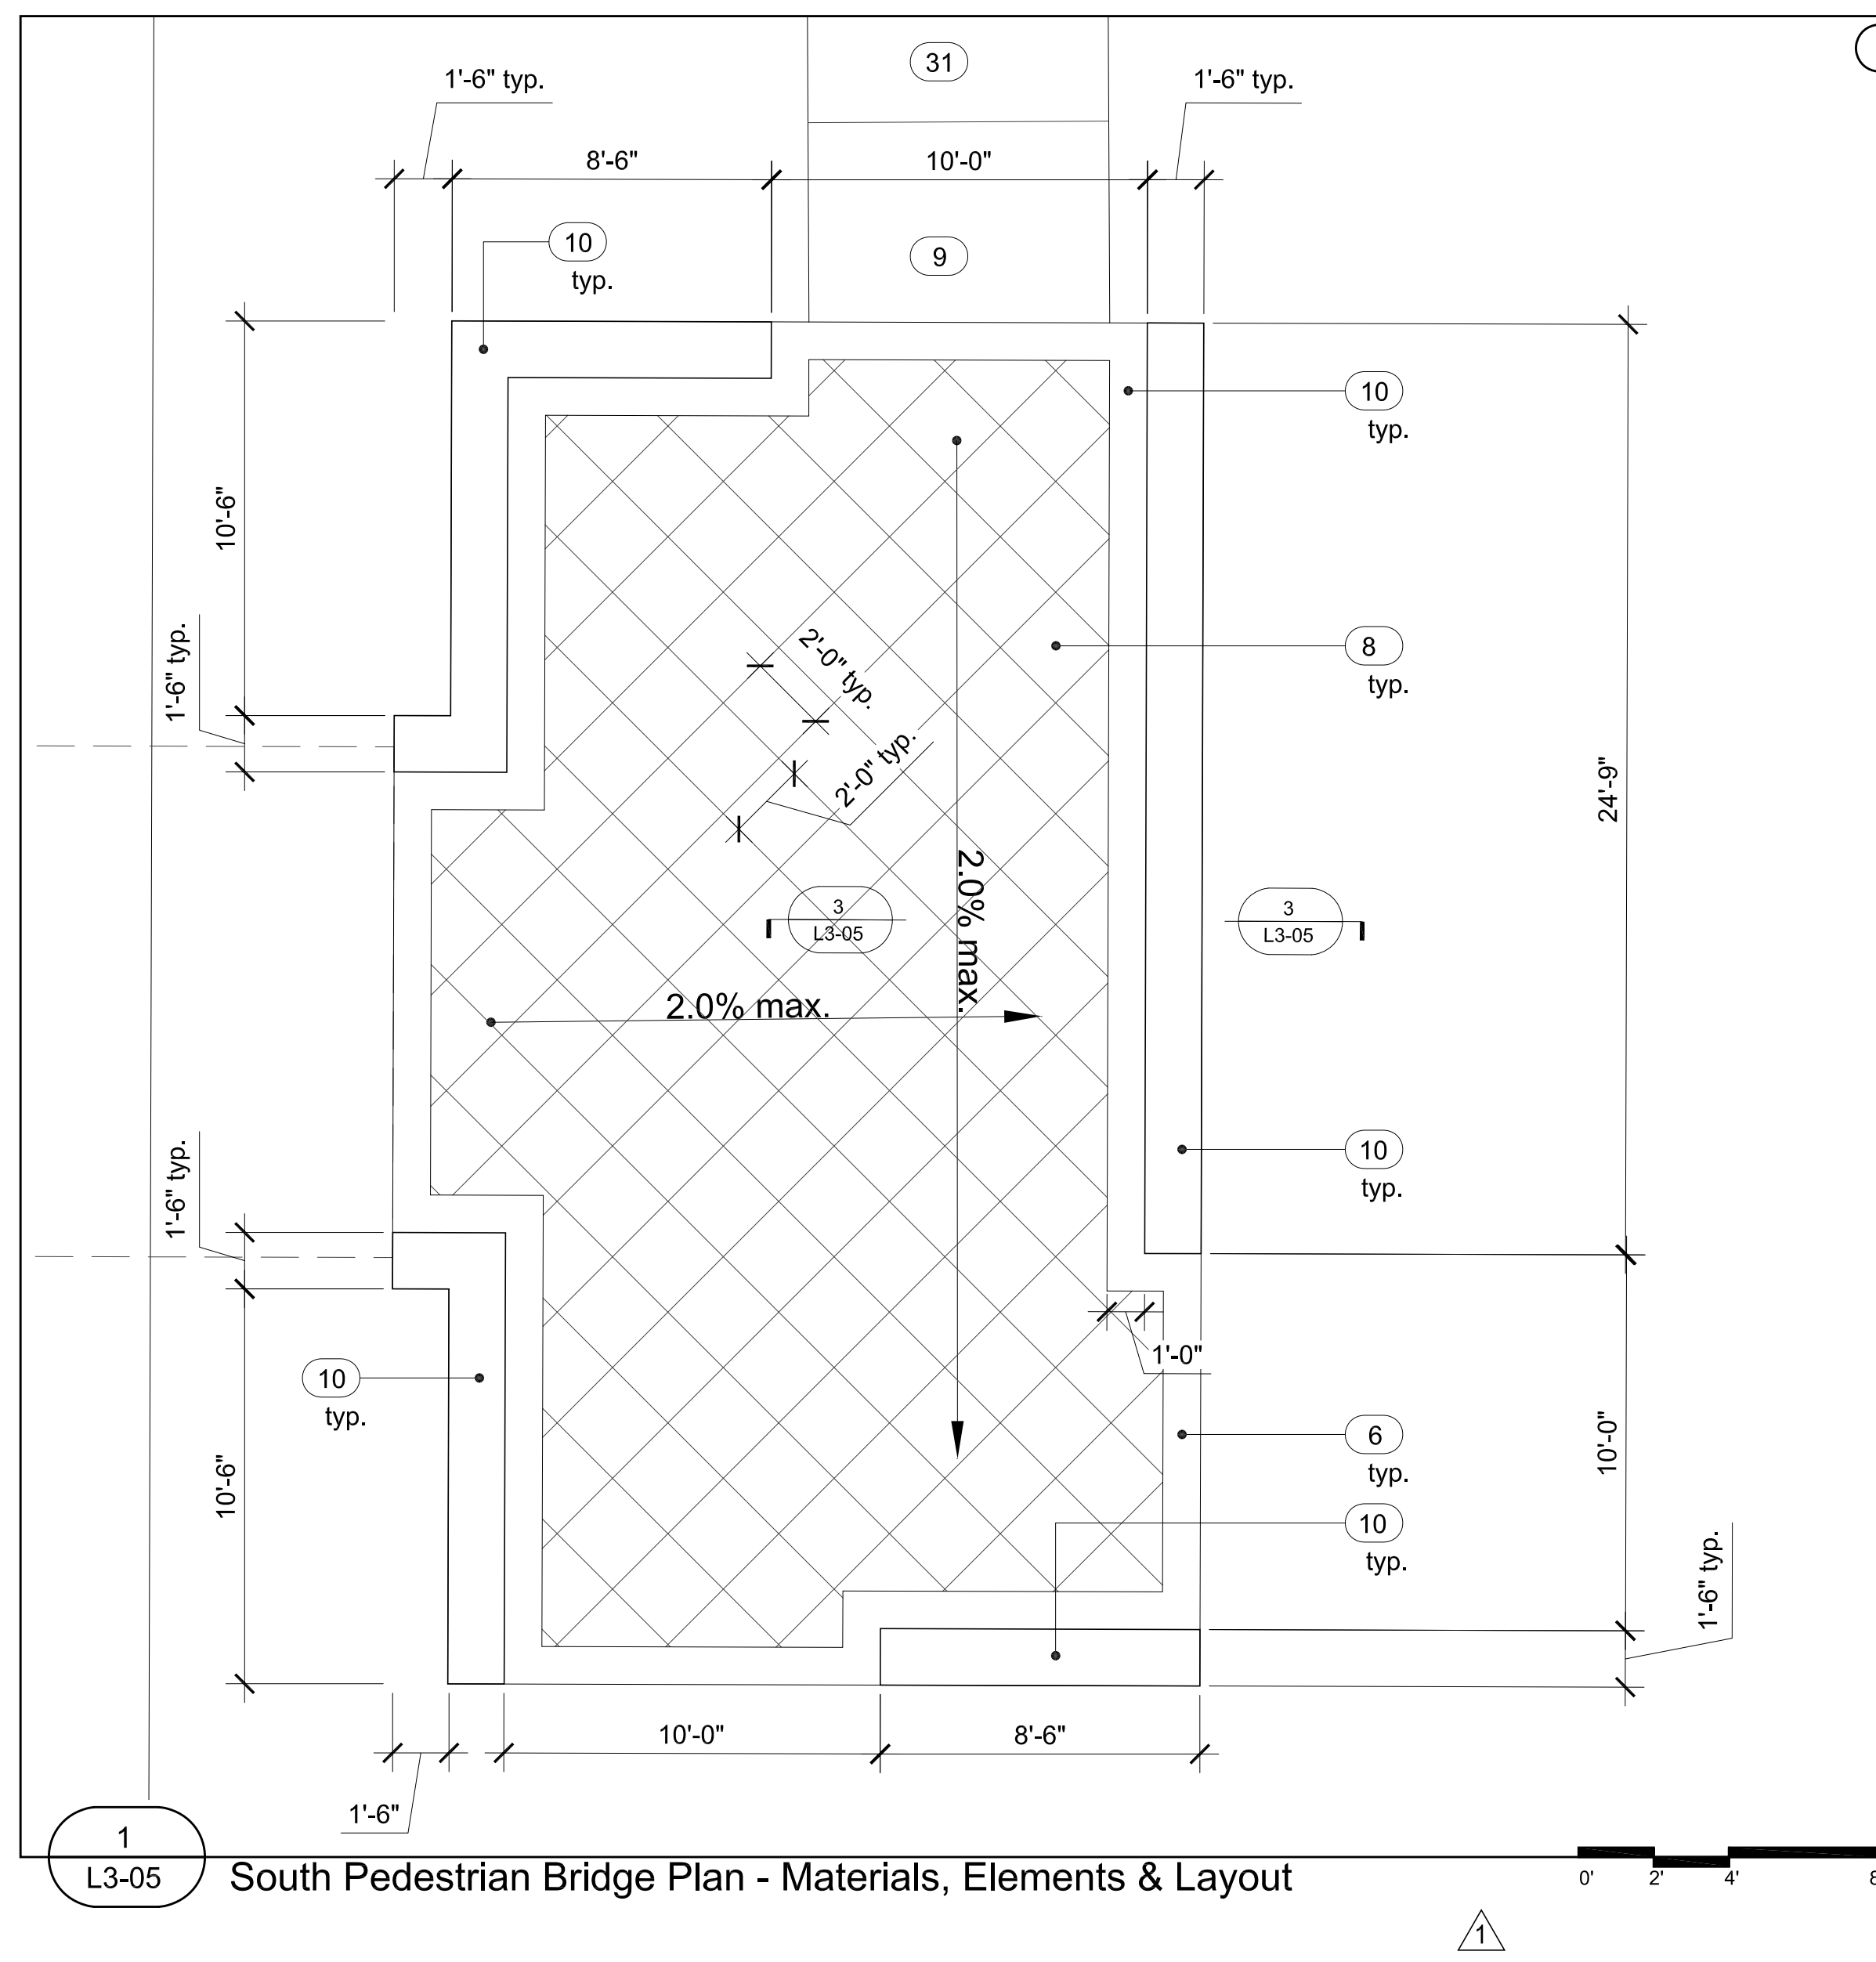 31
1'-6" typ.
1'-6" typ.
8'-6"
10'-0"
10
typ.
9
10
typ.
10'-6"
8
typ.
1'-6" typ.
2'-0" typ.
2'-0" typ.
24'-9"
3
L3-05
3
L3-05
2.0% max.
2.0% max.
10
typ.
1'-6" typ.
1'-0"
10
typ.
6
typ.
10'-0"
10'-6"
10
typ.
1'-6" typ.
10'-0"
8'-6"
1'-6"
1
L3-05
South Pedestrian Bridge Plan - Materials, Elements & Layout
0'
2'
4'
1